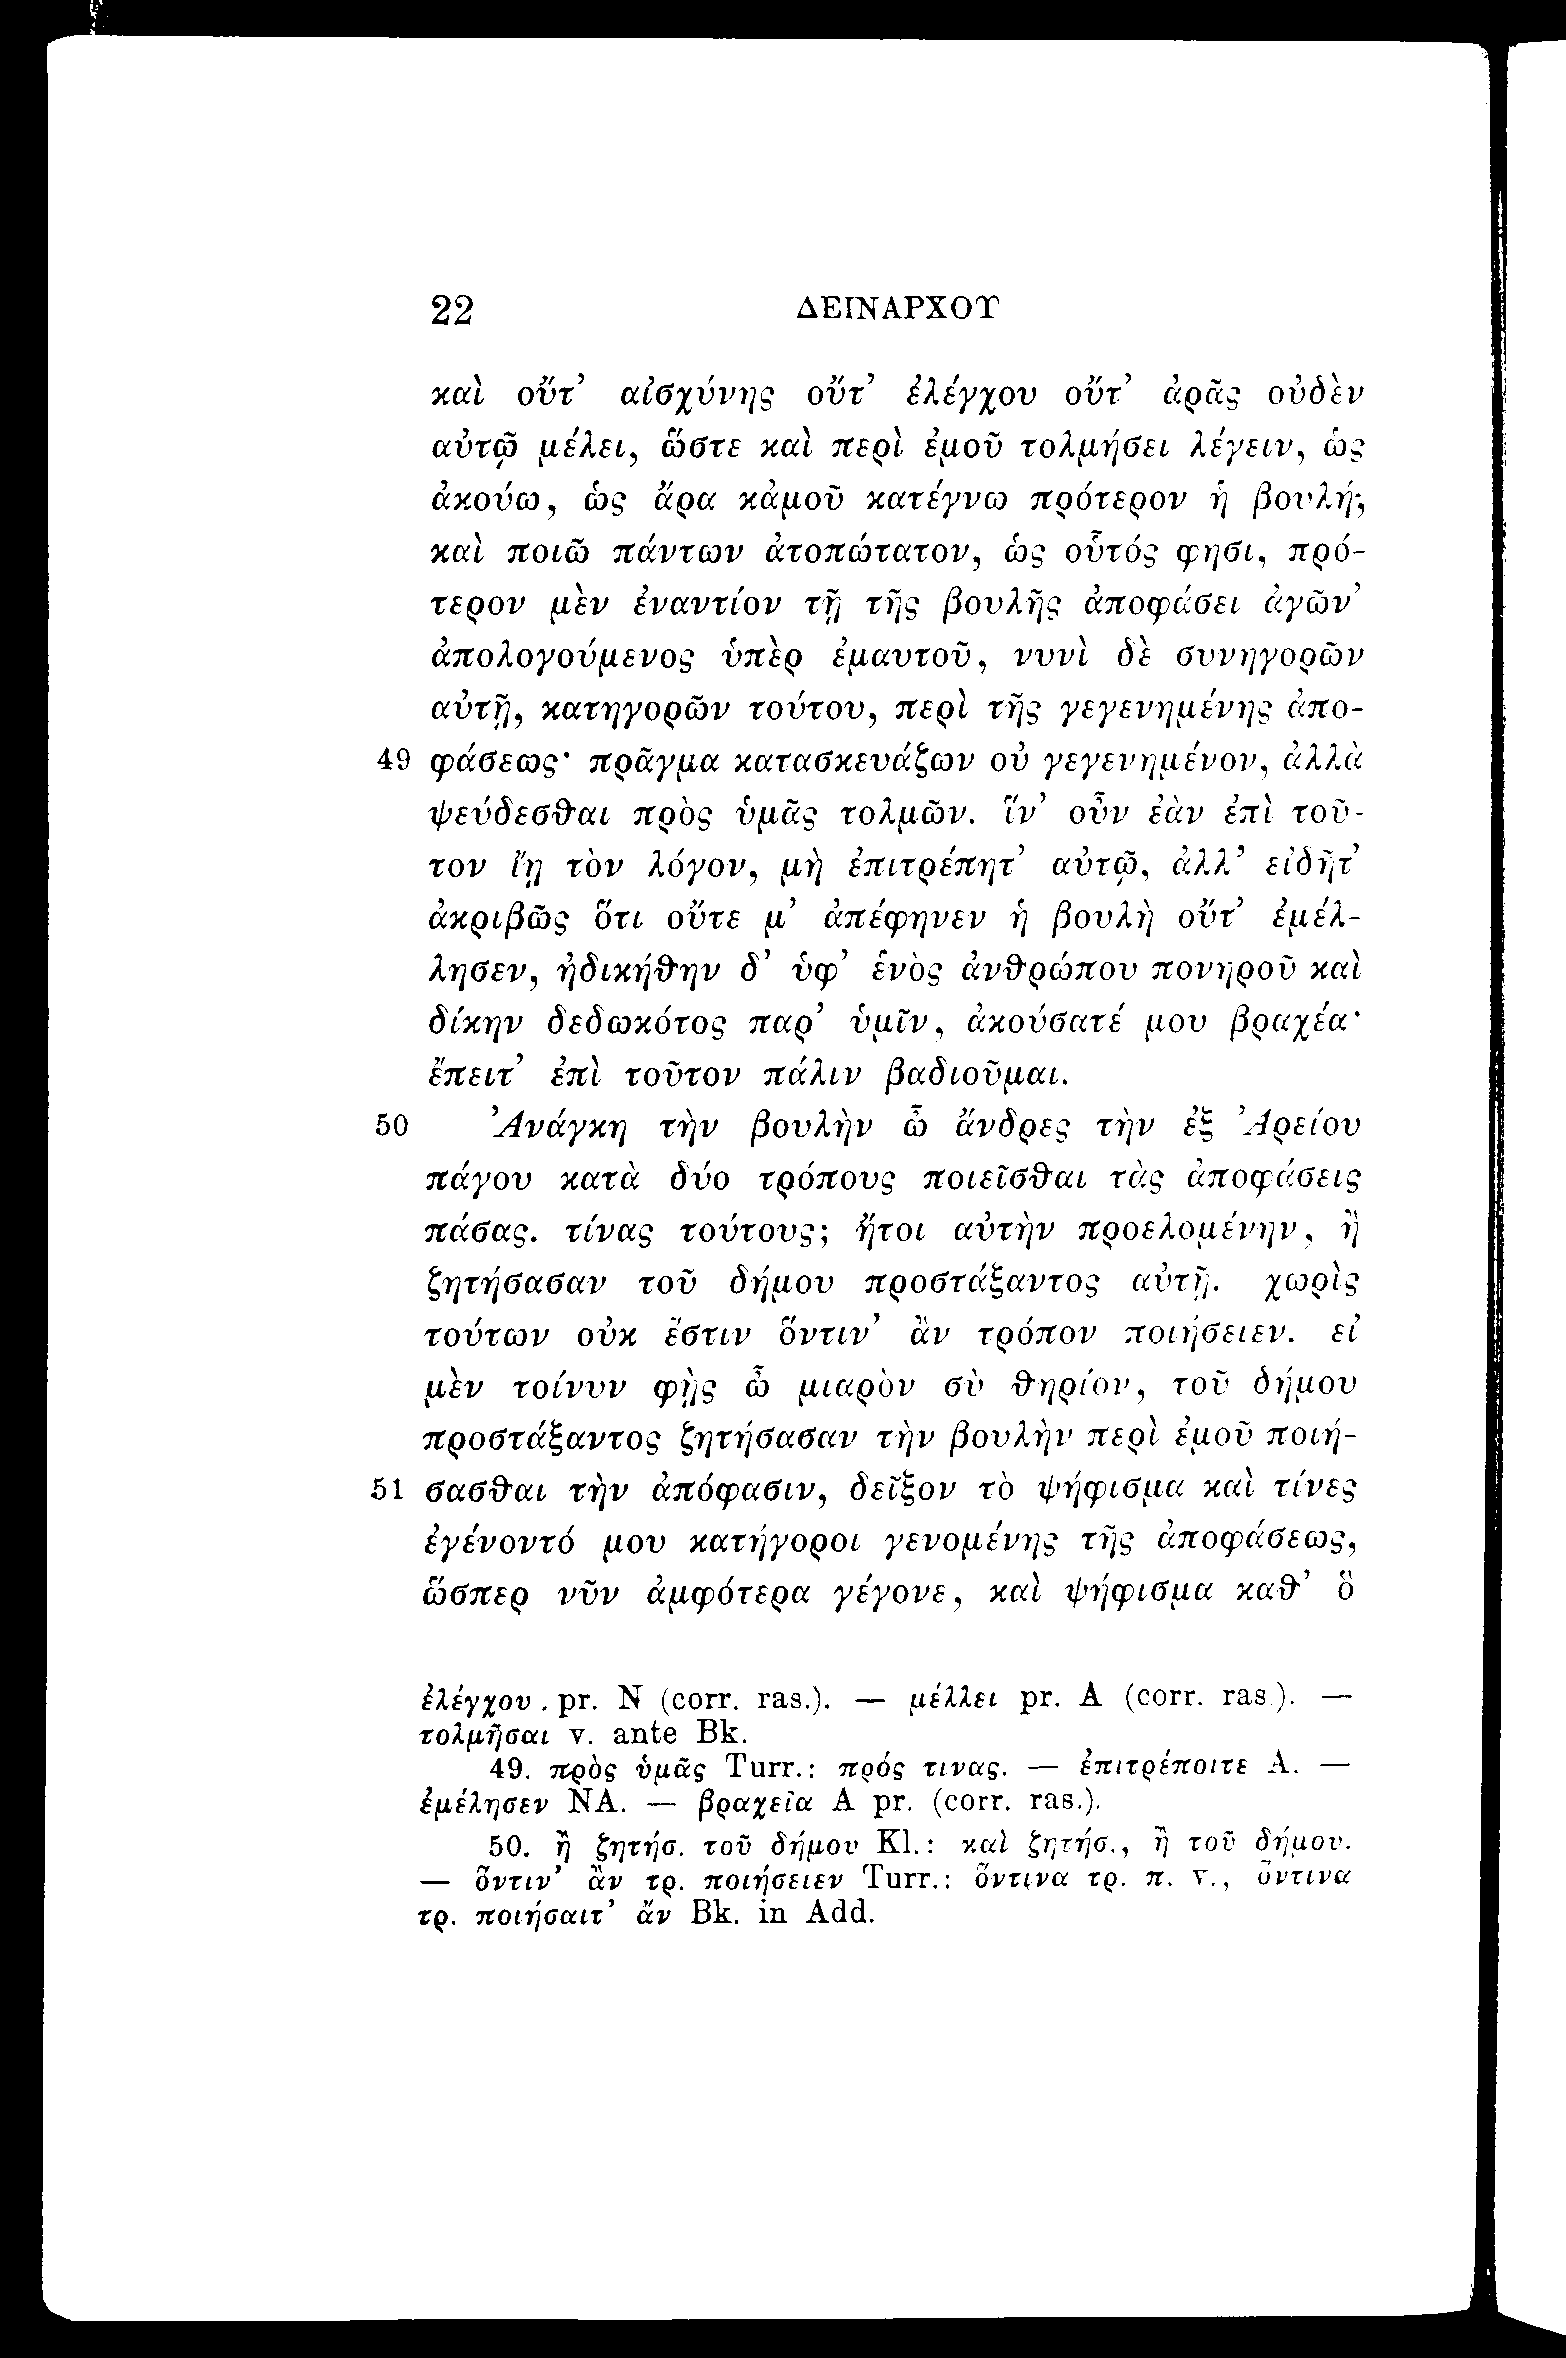 22 ΔΕΙΝΑΡΧΟΥ
καὶ οὔτ’ αἰσχύνης οὔτ’ ἐλέγχου οὔτ’ ἀρᾶς οὐδὲν
αὐτῷ μέλει, ὥστε καὶ περὶ ἐμοῦ τολμήσει λέγειν, ὡς
ἀκούω, ὡς ἄρα κἀμοῦ κατέγνω πρότερον ἡ βουλή·,
καὶ ποιῶ πάντων ἀτοπώτατον, ὡς οὗτός φησι, πρό-
τερον μὲν ἐναντίον τῇ τῆς βουλῆς ἀποφάσει ἀγῶν’
ἀπολογούμενος ὑπὲρ ἐμαυτοῦ, νυνὶ δὲ συνηγορῶν
αὐτῇ, κατηγορῶν τούτου, περὶ τῆς γεγενημένης ἀπο-
49 φάσεως· πρᾶγμα κατασκευάζων οὐ γεγενημένον, ἀλλὰ
ψεύδεσθαι πρὸς ὑμᾶς τολμῶν. ἵν’ οὖν ἐὰν ἐπὶ τοῦ-
τον ἴῃ τὸν λόγον, μὴ ἐπιτρέπητ’ αὐτῷ, ἀλλ’ εἰδῆτ’
ἀκριβῶς ὅτι οὔτε μ’ ἀπέφηνεν ἡ βουλὴ οὔτ’ ἐμέλ-
λησεν, ἠδικήθην δ’ ὑφ’ ἑνὸς ἀνθρώπου πονηροῦ καὶ
δίκην δεδωκότος παρ’ ὑμῖν, ἀκούσατέ μου βραχέα·
ἔπειτ’ ἐπὶ τοῦτον πάλιν βαδιοῦμαι.
50 Ἀνάγκη τὴν βουλὴν ὦ ἄνδρες τὴν ἐξ Ἀρείου
πάγου κατὰ δύο τρόπους ποιεῖσθαι τὰς ἀποφάσεις
πάσας. τίνας τούτους; ἤτοι αὐτὴν προελομένην, ἢ
ζητήσασαν τοῦ δήμου προστάξαντος αὐτῇ. χωρὶς
τούτων οὐκ ἔστιν ὅντιν’ ἂν τρόπον ποιήσειεν. εἰ
μὲν τοίνυν φῂς ὦ μιαρὸν σὺ θηρίον, τοῦ δήμου
προστάξαντος ζητήσασαν τὴν βουλὴν περὶ ἐμοῦ ποιή-
51 σασθαι τὴν ἀπόφασιν, δεῖξον τὸ ψήφισμα καὶ τίνες
ἐγένοντό μου κατήγοροι γενομένης τῆς ἀποφάσεως,
ὥσπερ νῦν ἀμφότερα γέγονε, καὶ ψήφισμα καθ’ ὃ
ἐλέγχου . pr. N (corr. ras.). — μέλλει pr. A (corr. ras.). —
τολμῆσαι v. ante Bk.
49. πρὸς ὑμᾶς Turr.: πρός τινας. — ἐπιτρέποιτε A. —
ἐμέλησεν NA. — βραχεῖα A pr. (corr. ras.).
50. ἢ ζητήσ. τοῦ δήμου Kl.: καὶ ζητήσ., ἢ τοῦ δήμου.
— ὅντιν’ ἂν τρ. ποιήσειεν Turr.: ὅντινα τρ. π. v., ὅντινα
τρ. ποιήσαιτ’ ἄν Bk. in Add.